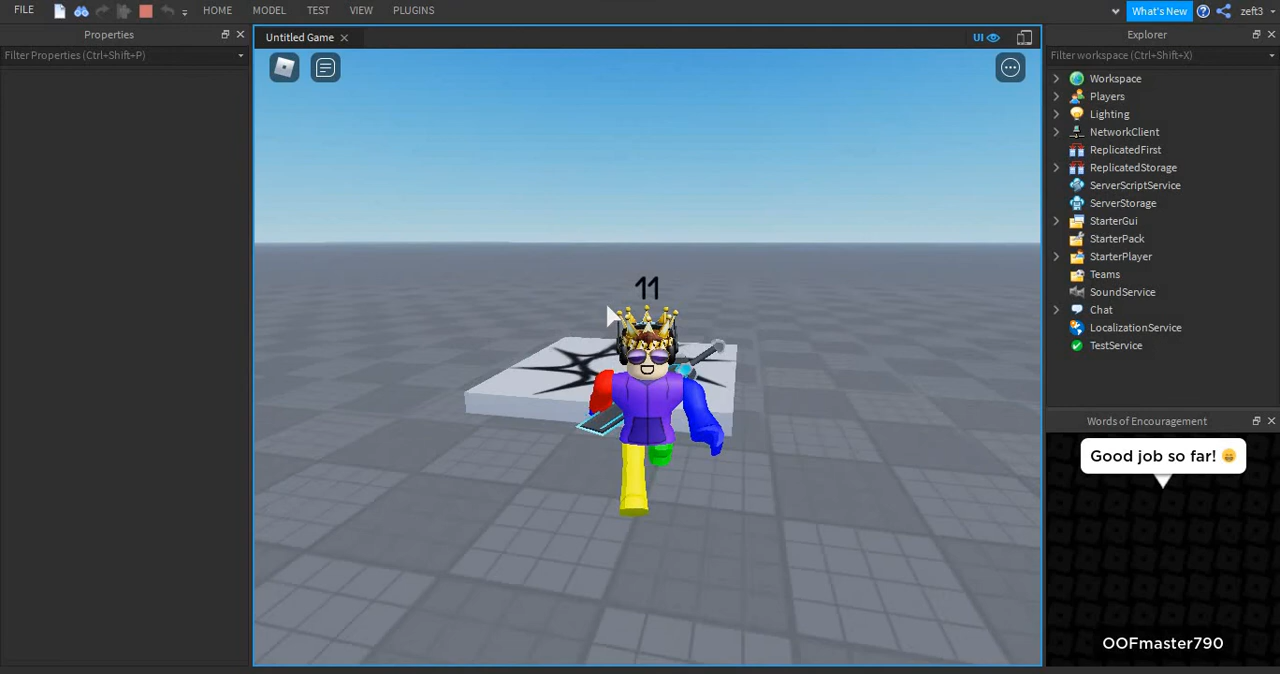 FILE
HOME
MODEL
TEST
VIEW
PLUGINS
What's New
zeft3
Properties
Filter Properties (Ctrl+Shift+P)
Untitled Game
UI
11
Explorer
Filter workspace (Ctrl+Shift+X)
Workspace
Players
Lighting
NetworkClient
ReplicatedFirst
ReplicatedStorage
ServerScriptService
ServerStorage
StarterGui
StarterPack
StarterPlayer
Teams
SoundService
Chat
LocalizationService
TestService
Words of Encouragement
Good job so far! 😄
OOFmaster790